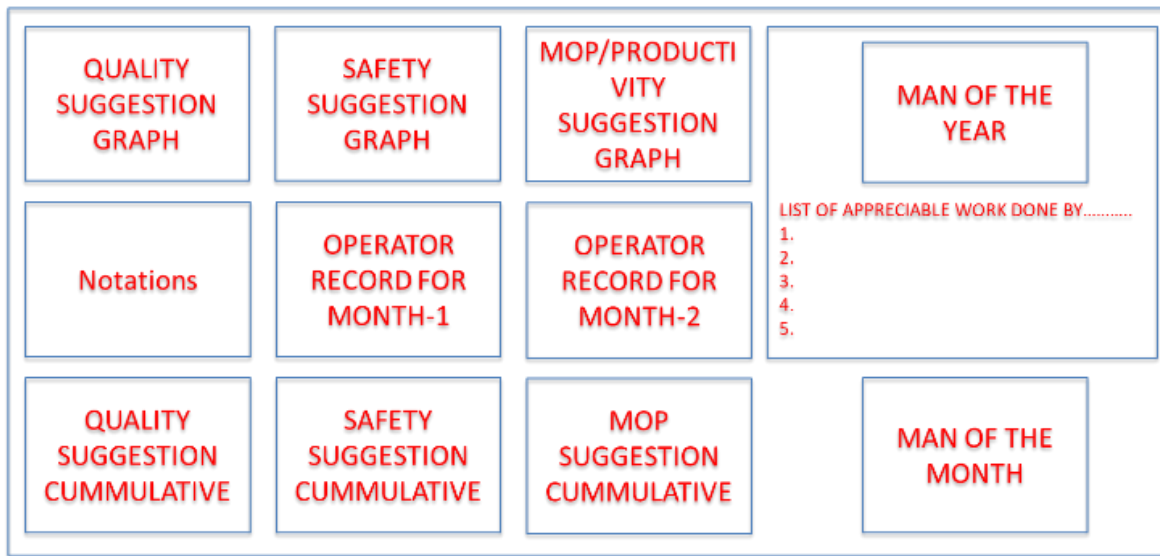 QUALITY
SUGGESTION
GRAPH
SAFETY
SUGGESTION
GRAPH
MOP/PRODUCTI
VITY
SUGGESTION
GRAPH
MAN OF THE
YEAR
LIST OF APPRECIABLE WORK DONE BY...........
1.
2.
3.
4.
5.
Notations
OPERATOR
RECORD FOR
MONTH-1
OPERATOR
RECORD FOR
MONTH-2
QUALITY
SUGGESTION
CUMMULATIVE
SAFETY
SUGGESTION
CUMMULATIVE
MOP
SUGGESTION
CUMMULATIVE
MAN OF THE
MONTH